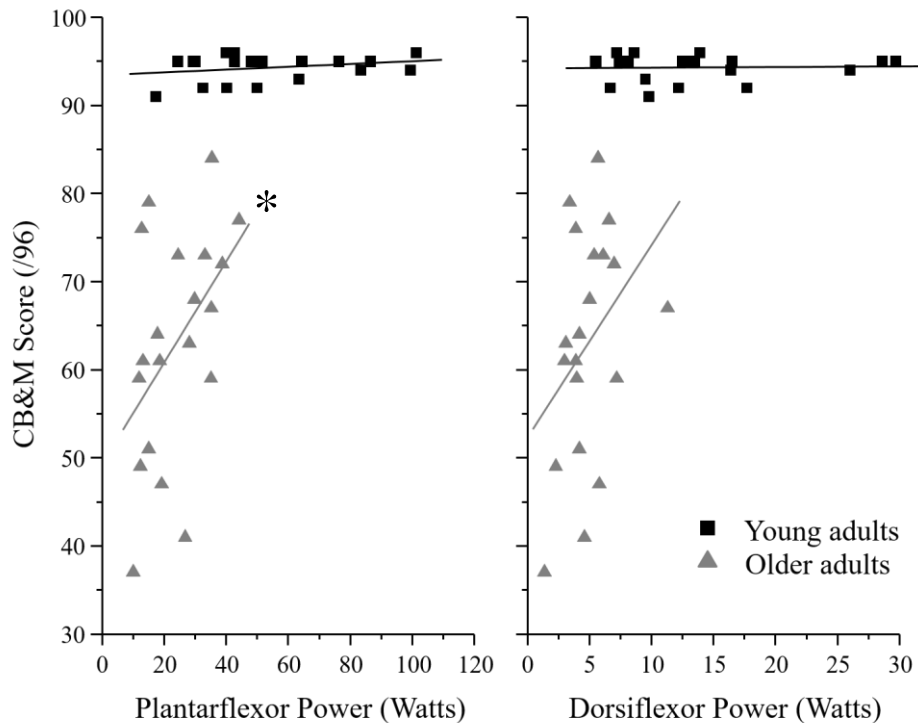 100
90
80
70
60
50
40
30
CB&M Score (/96)
*
0 20 40 60 80 100 120
Plantarflexor Power (Watts)
Young adults
Older adults
0 5 10 15 20 25 30
Dorsiflexor Power (Watts)